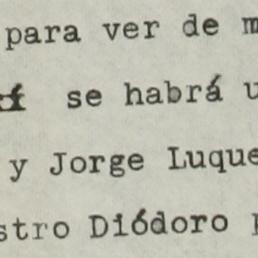 para ver de m
se habrá u
y Jorge Luque
stro Diódoro